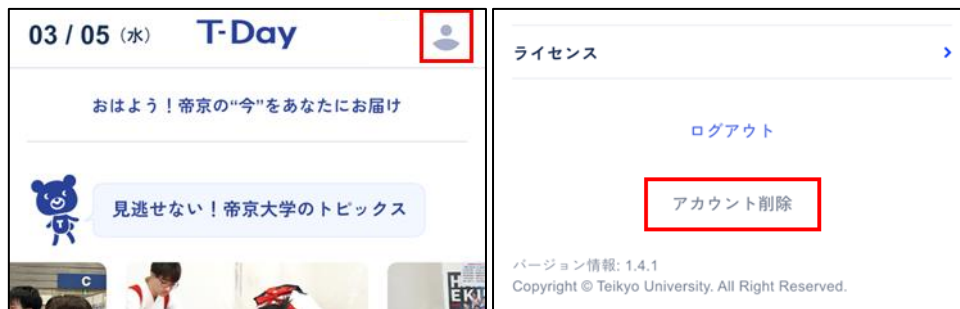 03 / 05（水）
T-Day
おはよう！帝京の“今”をあなたにお届け
見逃せない！帝京大学のトピックス
T
C
ライセンス
ログアウト
アカウント削除
バージョン情報: 1.4.1
Copyright © Teikyo University. All Right Reserved.